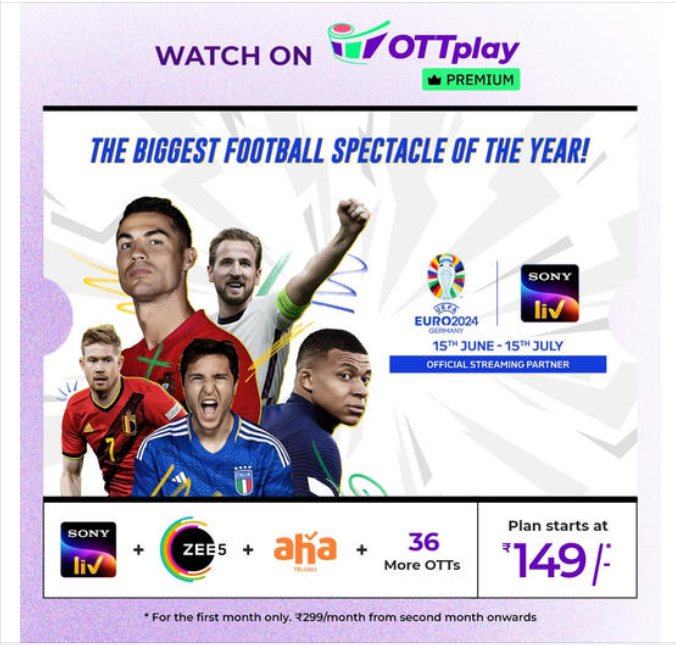 WATCH ON OTTplay
PREMIUM
THE BIGGEST FOOTBALL SPECTACLE OF THE YEAR!
UEFA
EURO2024
GERMANY
SONY
liv
15TH JUNE - 15TH JULY
OFFICIAL STREAMING PARTNER
7
ITALIA
SONY
liv
+
ZEE5
+
aha
TELUGU
+
36
More OTTs
Plan starts at
₹149/-*
* For the first month only. ₹299/month from second month onwards